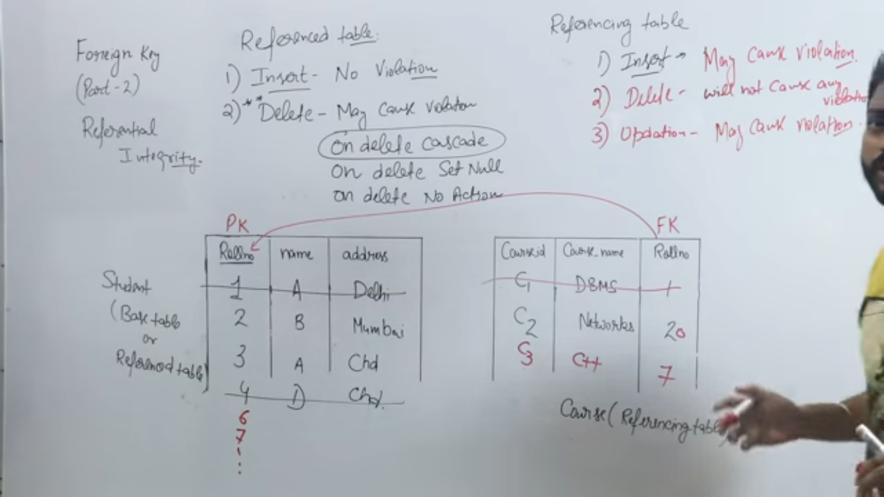 Foreign Key
(Part-2)
Referential
Integrity.
Referenced table:
1) Insert - No Violation
2) ** Delete - May cause violation
on delete cascade
on delete Set Null
on delete No Action
Referencing table
1) Insert - May cause violation.
2) Delete - will not cause any
violation
3) Updation - May cause violation.
PK
Rollno name address
1 A Delhi
2 B Mumbai
3 A Chd
4 D Chd.
6
7
Student
(Base table
or
Referenced table)
FK
Course_id Course_name Rollno
C1 DBMS 1
C2 Networks 20
C3 C++ 7
Course (Referencing table